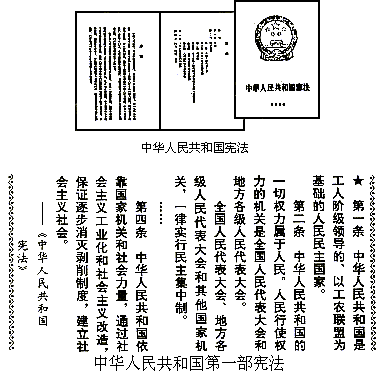 中華人民共和國憲法
中华人民共和国宪法
★ 第一条 中华人民共和国是
工人阶级领导的、以工农联盟为
基础的人民民主国家。
第二条 中华人民共和国的
一切权力属于人民。人民行使权
力的机关是全国人民代表大会和
地方各级人民代表大会。
全国人民代表大会、地方各
级人民代表大会和其他国家机
关，一律实行民主集中制。
……
第四条 中华人民共和国依
靠国家机关和社会力量，通过社
会主义工业化和社会主义改造，
保证逐步消灭剥削制度，建立社
会主义社会。
——《中华人民共和国
宪法》
中华人民共和国第一部宪法